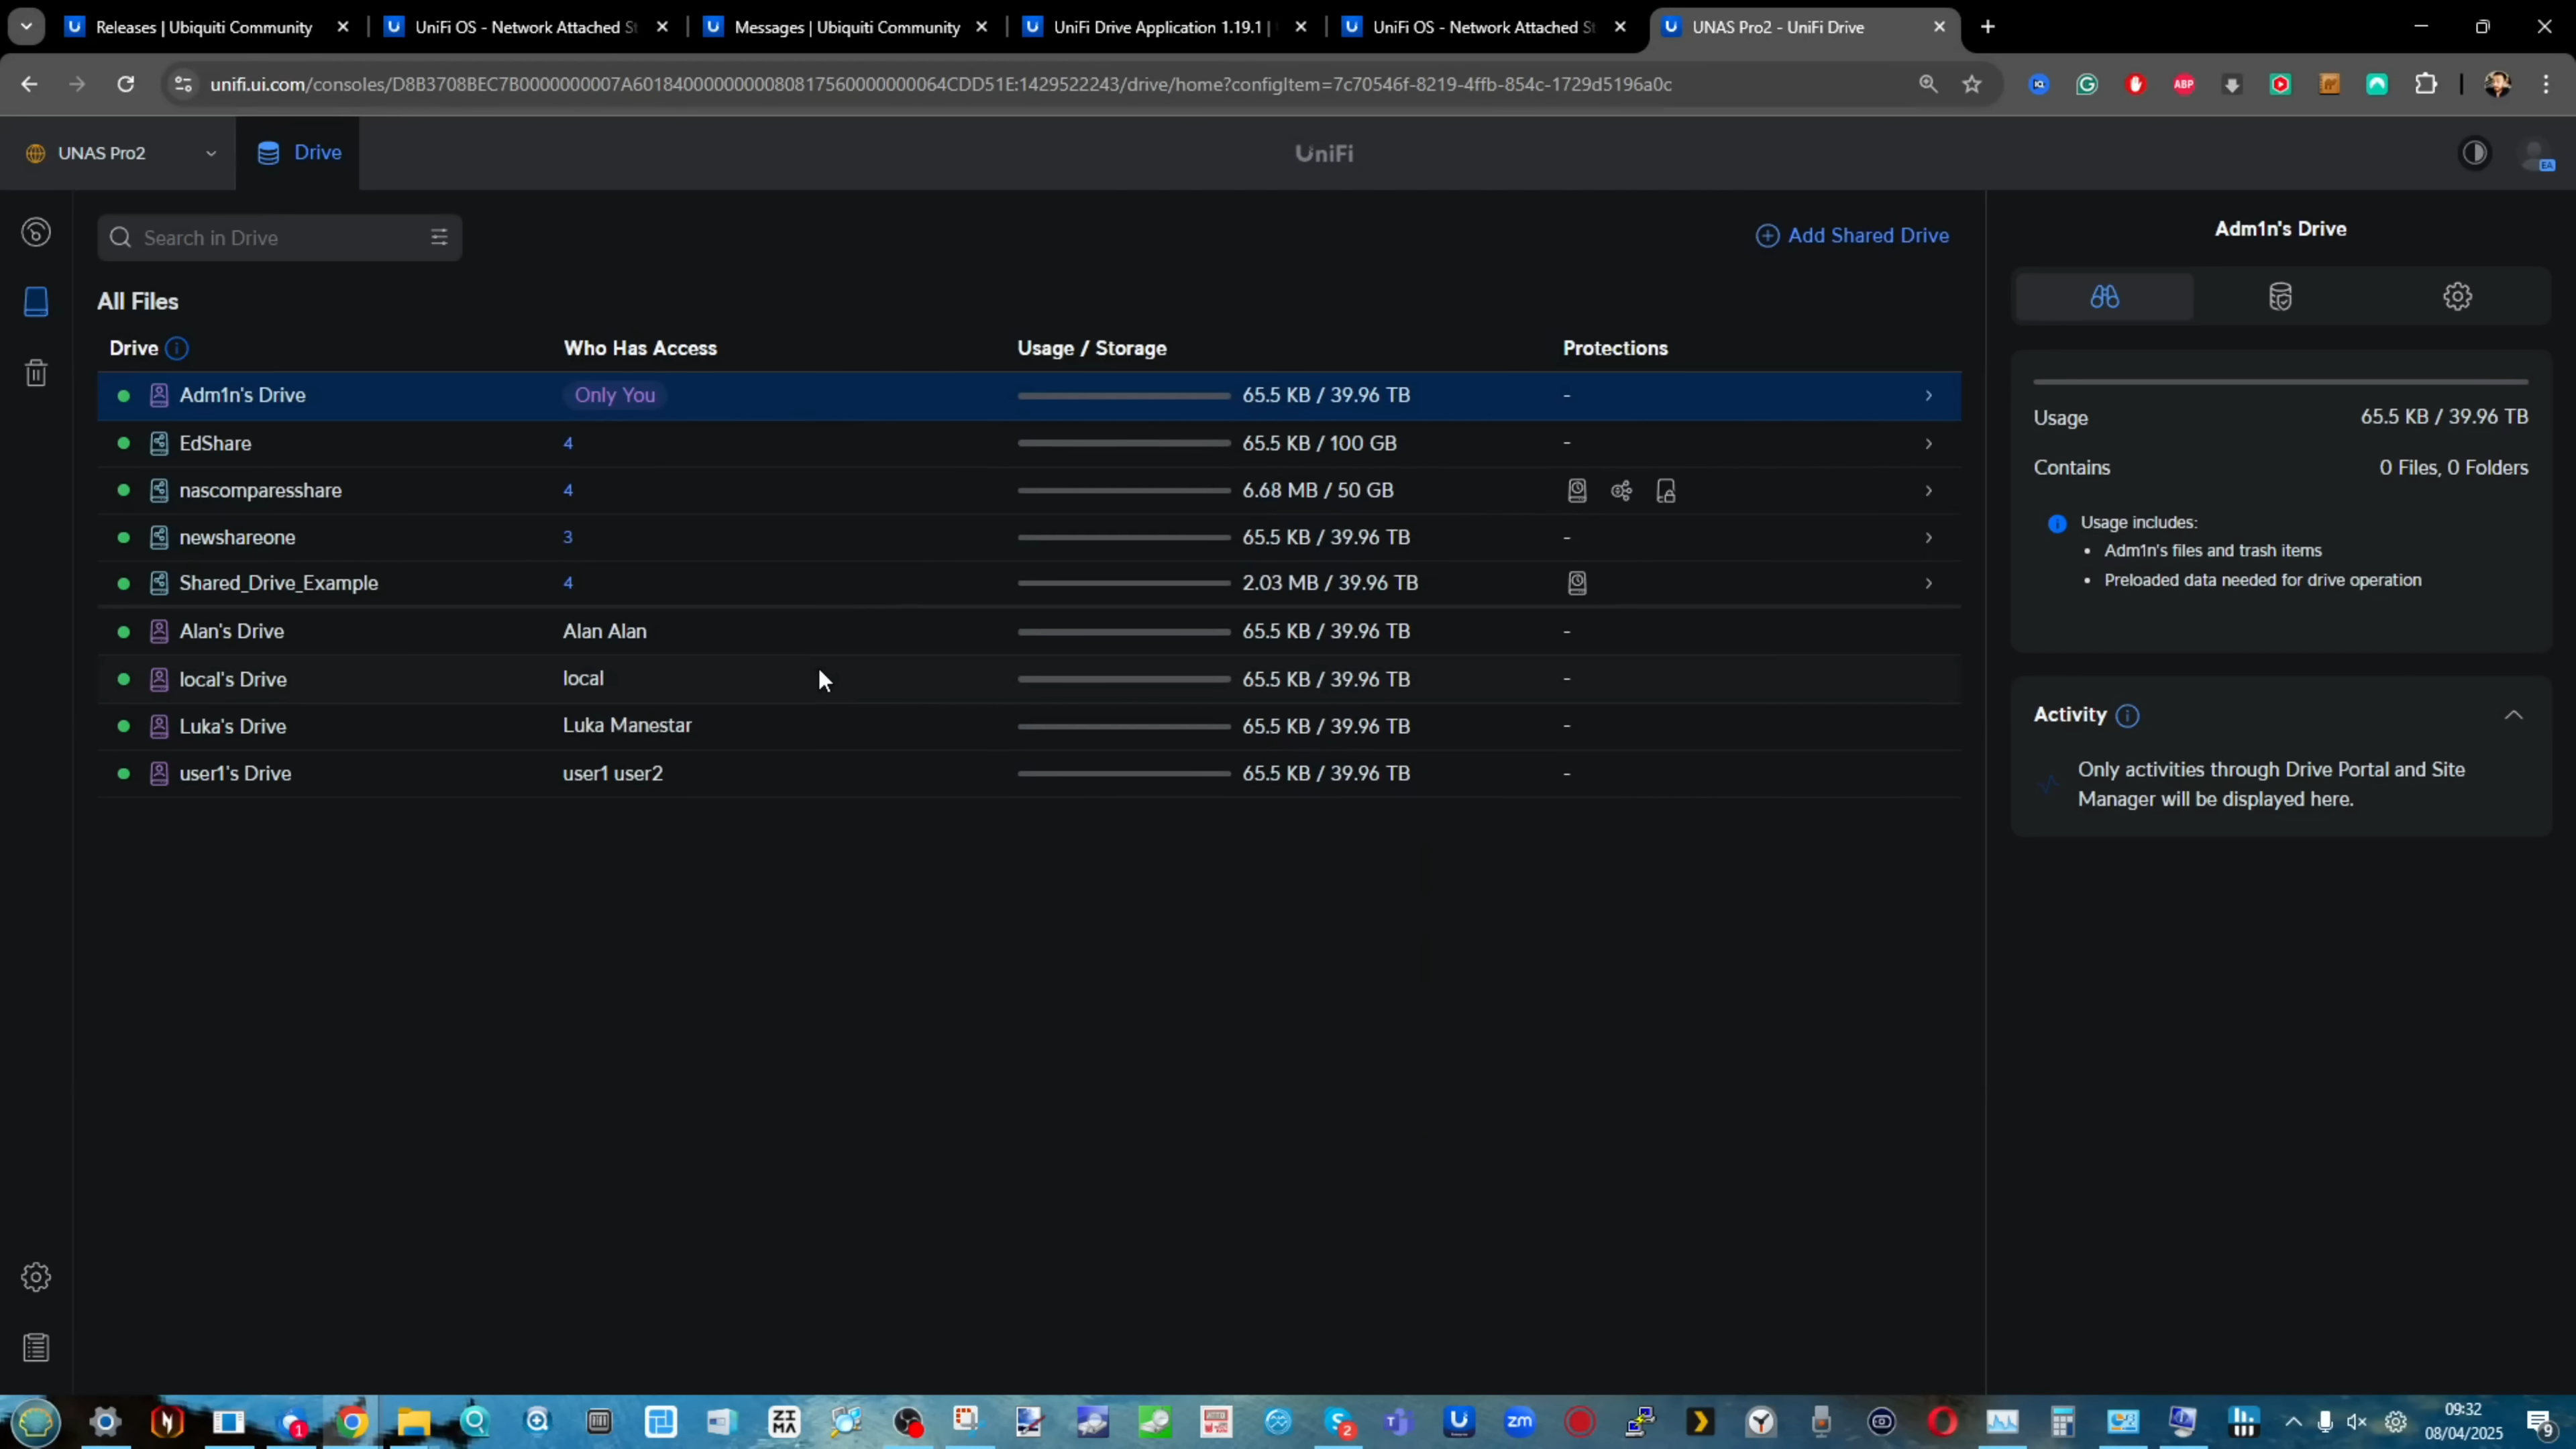 Releases | Ubiquiti Community
UniFi OS - Network Attached St
Messages | Ubiquiti Community
UniFi Drive Application 1.19.1 |
UniFi OS - Network Attached St
UNAS Pro2 - UniFi Drive
unifi.ui.com/consoles/D8B3708BEC7B0000000007A6018400000000080817560000000064CDD51E:1429522243/drive/home?configItem=7c70546f-8219-4ffb-854c-1729d5196a0c
ABP
UNAS Pro2
Drive
UniFi
EA
Search in Drive
Add Shared Drive
Adm1n's Drive
All Files
Drive Who Has Access Usage / Storage Protections
Adm1n's Drive Only You 65.5 KB / 39.96 TB -
EdShare 4 65.5 KB / 100 GB -
nascomparesshare 4 6.68 MB / 50 GB
newshareone 3 65.5 KB / 39.96 TB -
Shared_Drive_Example 4 2.03 MB / 39.96 TB
Alan's Drive Alan Alan 65.5 KB / 39.96 TB -
local's Drive local 65.5 KB / 39.96 TB -
Luka's Drive Luka Manestar 65.5 KB / 39.96 TB -
user1's Drive user1 user2 65.5 KB / 39.96 TB -
Usage 65.5 KB / 39.96 TB
Contains 0 Files, 0 Folders
Usage includes:
• Adm1n's files and trash items
• Preloaded data needed for drive operation
Activity
Only activities through Drive Portal and Site
Manager will be displayed here.
1
ZI
MA
2
zm
09:32
08/04/2025
9